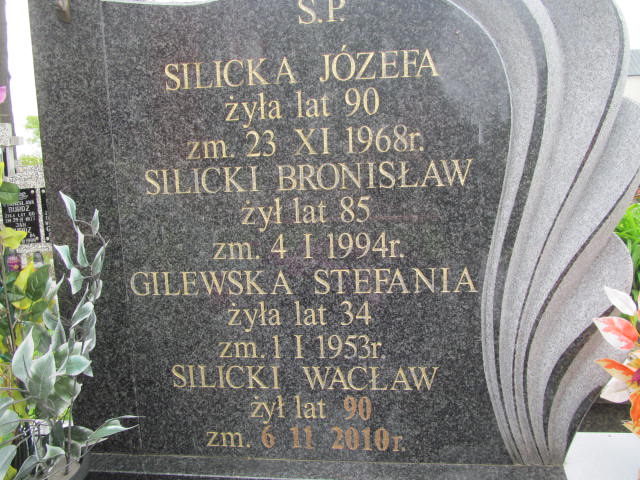 Ś.P.
SILICKA JÓZEFA
żyła lat 90
zm. 23 XI 1968r.
SILICKI BRONISŁAW
żył lat 85
zm. 4 I 1994r.
GILEWSKA STEFANIA
żyła lat 34
zm. 1 I 1953r.
SILICKI WACŁAW
żył lat 90
zm. 6 11 2010r.